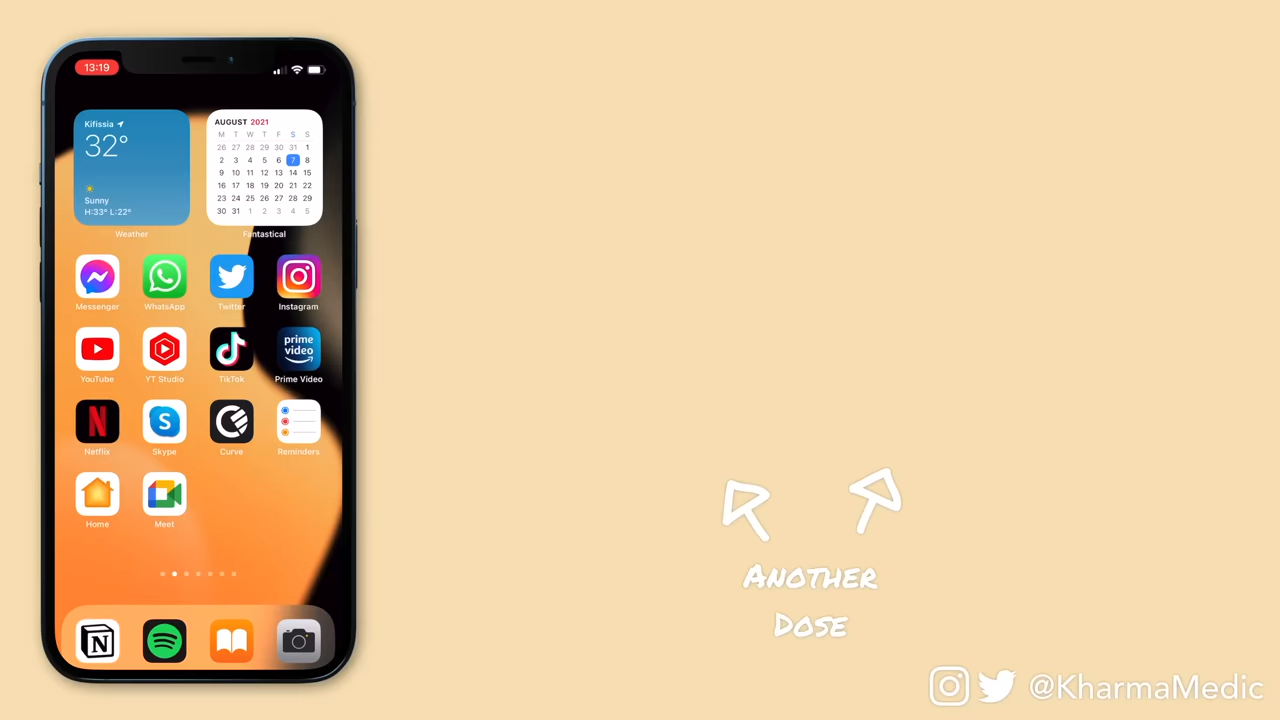 13:19
Kifissia
32°
Sunny
H:33° L:22°
Weather
AUGUST 2021
M T W T F S S
26 27 28 29 30 31 1
2 3 4 5 6 7 8
9 10 11 12 13 14 15
16 17 18 19 20 21 22
23 24 25 26 27 28 29
30 31 1 2 3 4 5
Fantastical
Messenger WhatsApp Twitter Instagram
prime video
YouTube YT Studio TikTok Prime Video
N S
Netflix Skype Curve Reminders
Home Meet
N
Another
Dose
@KharmaMedic